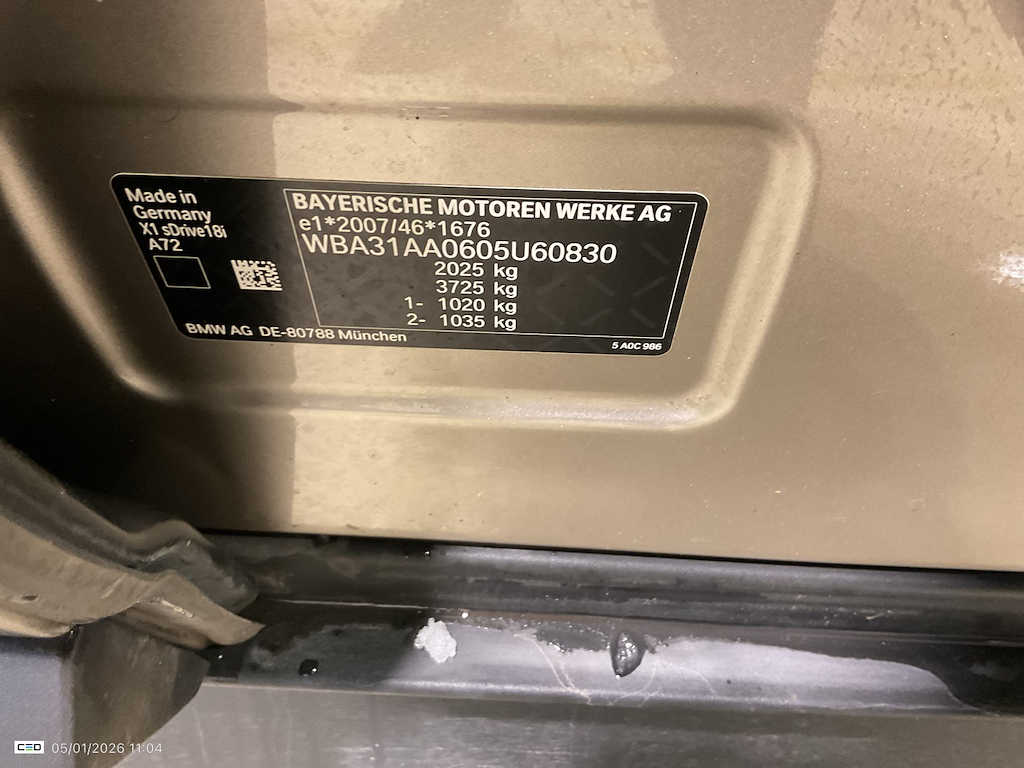 Made in
Germany
X1 sDrive18i
A72
BAYERISCHE MOTOREN WERKE AG
e1*2007/46*1676
WBA31AA0605U60830
2025 kg
3725 kg
1- 1020 kg
2- 1035 kg
BMW AG DE-80788 München
5 A0C 986
CEO 05/01/2026 11:04